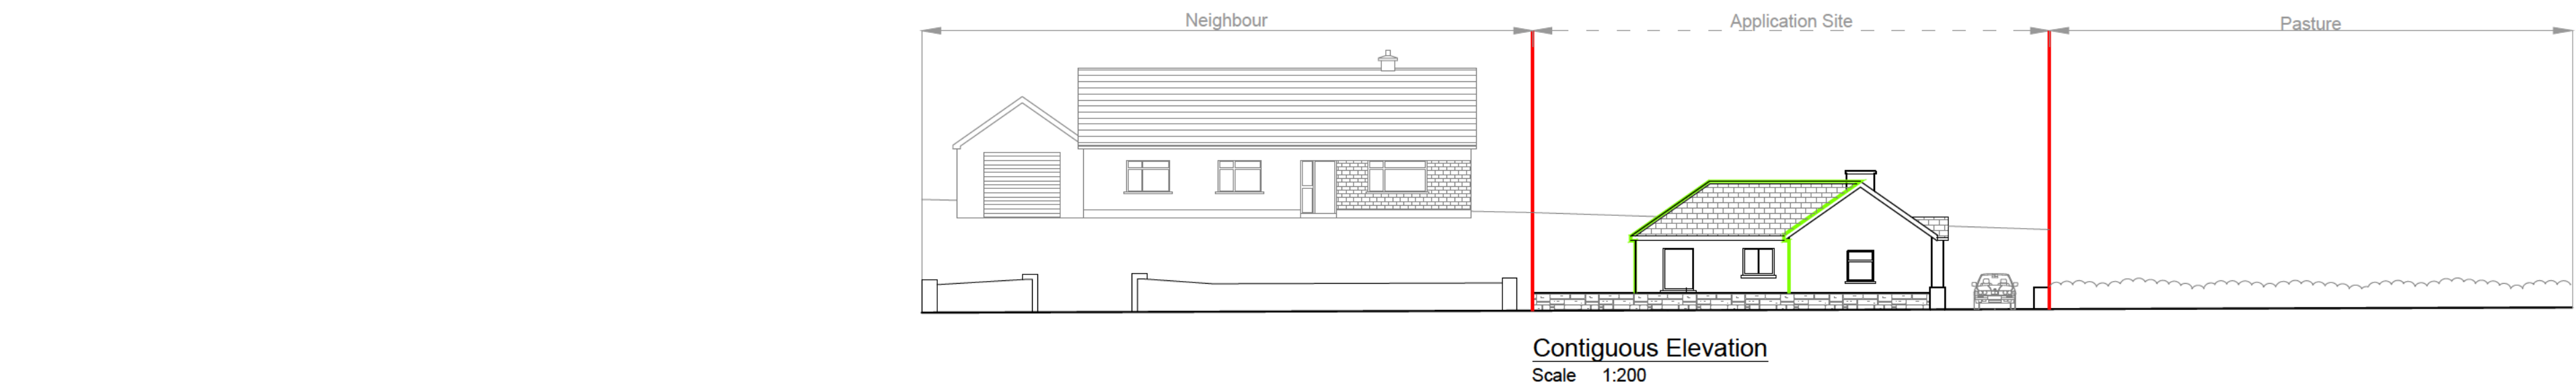 Neighbour
Application Site
Pasture
Contiguous Elevation
Scale 1:200